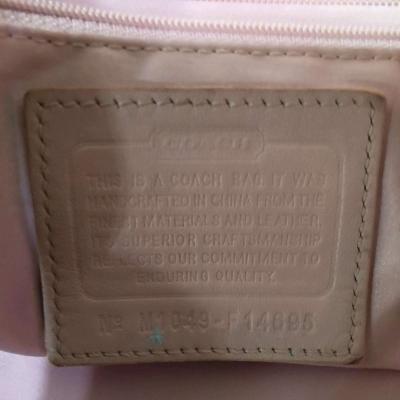 COACH
THIS IS A COACH BAG. IT WAS
HANDCRAFTED IN CHINA FROM THE
FINEST MATERIALS AND LEATHER.
ITS SUPERIOR CRAFTSMANSHIP
REFLECTS OUR COMMITMENT TO
ENDURING QUALITY.
Nº M1049-F14695